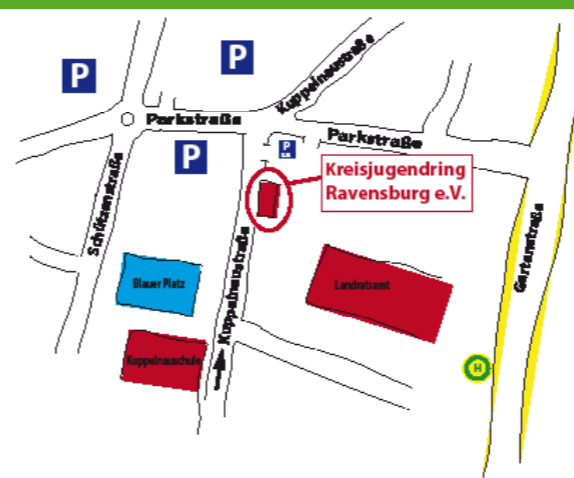 P
P
Kuppelnaustraße
Parkstraße
Parkstraße
P
P
Kreisjugendring
Ravensburg e.V.
Schützenstraße
Gartenstraße
Blauer Platz
Landratsamt
Kuppelnaustraße
Kuppelnauschule
H